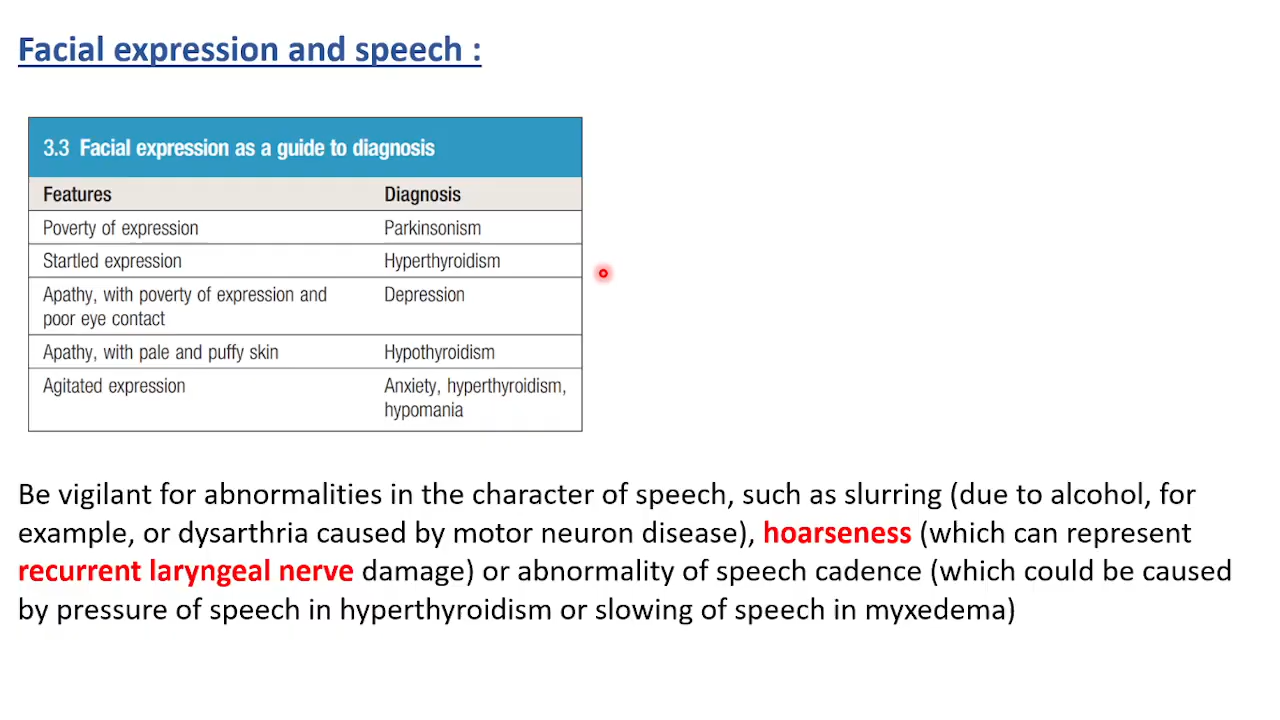 Facial expression and speech :
3.3 Facial expression as a guide to diagnosis
Features Diagnosis
Poverty of expression Parkinsonism
Startled expression Hyperthyroidism
Apathy, with poverty of expression and Depression
poor eye contact
Apathy, with pale and puffy skin Hypothyroidism
Agitated expression Anxiety, hyperthyroidism,
hypomania
Be vigilant for abnormalities in the character of speech, such as slurring (due to alcohol, for
example, or dysarthria caused by motor neuron disease), hoarseness (which can represent
recurrent laryngeal nerve damage) or abnormality of speech cadence (which could be caused
by pressure of speech in hyperthyroidism or slowing of speech in myxedema)